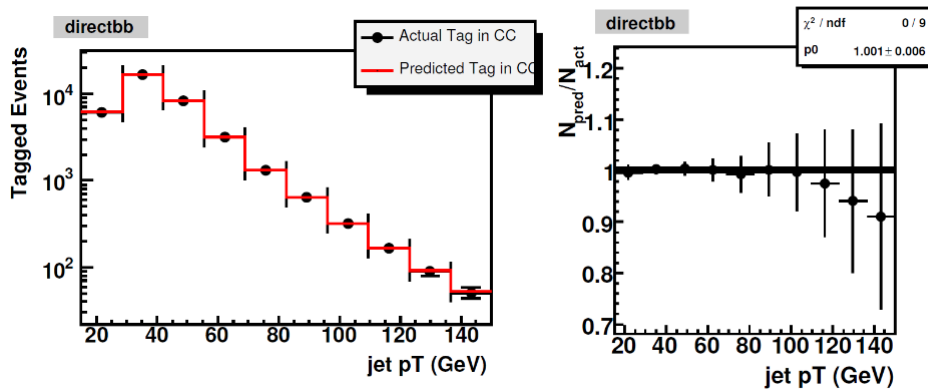 directbb
Actual Tag in CC
Predicted Tag in CC
Tagged Events
10⁴
10³
10²
20 40 60 80 100 120 140
jet pT (GeV)
directbb
χ² / ndf 0 / 9
p0 1.001 ± 0.006
N_pred/N_act
1.2
1.1
1
0.9
0.8
0.7
20 40 60 80 100 120 140
jet pT (GeV)